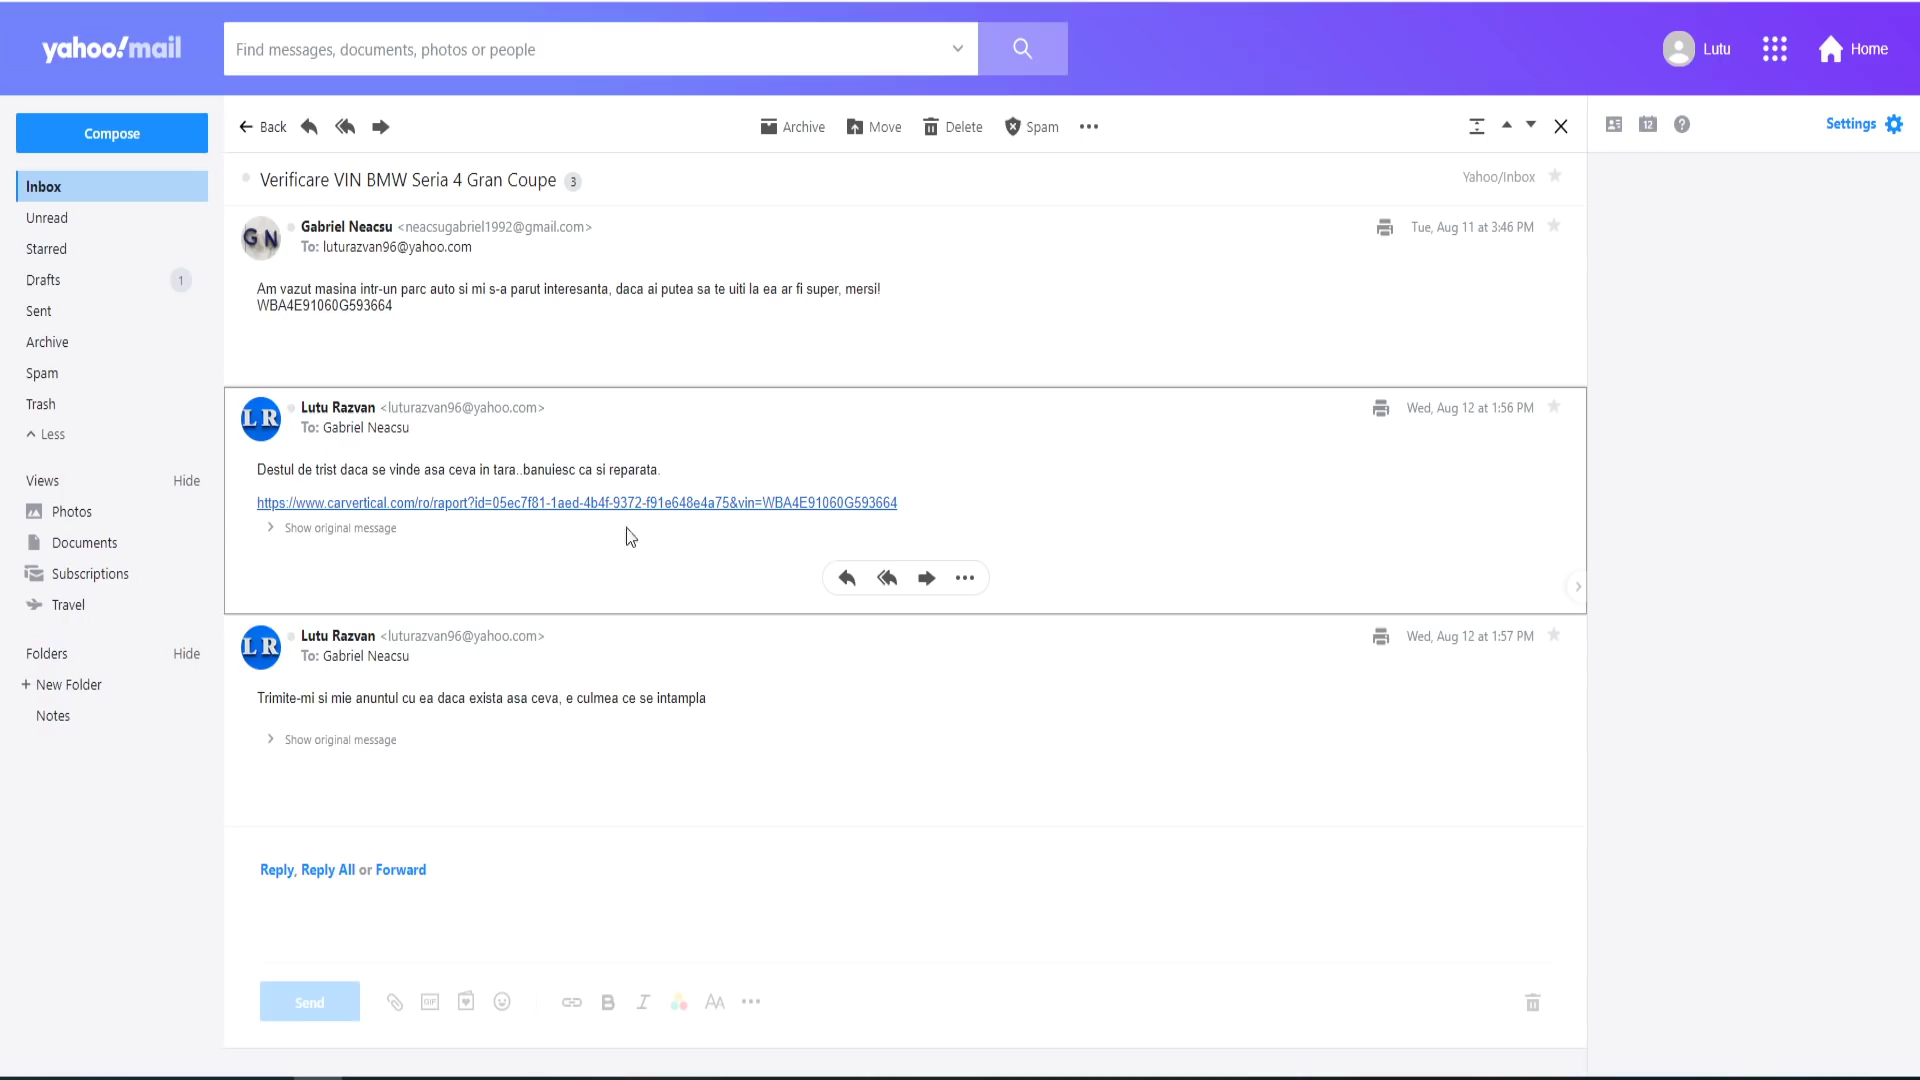 yahoo!mail
Find messages, documents, photos or people
Lutu
Home
Compose
Back
Archive
Move
Delete
Spam
12
Settings
Inbox
Unread
Starred
Drafts 1
Sent
Archive
Spam
Trash
Less
Views Hide
Photos
Documents
Subscriptions
Travel
Folders Hide
+ New Folder
Notes
Verificare VIN BMW Seria 4 Gran Coupe 3
Yahoo/Inbox
GN
Gabriel Neacsu <neacsugabriel1992@gmail.com>
Tue, Aug 11 at 3:46 PM
To: luturazvan96@yahoo.com
Am vazut masina intr-un parc auto si mi s-a parut interesanta, daca ai putea sa te uiti la ea ar fi super, mersi!
WBA4E91060G593664
LR
Lutu Razvan <luturazvan96@yahoo.com>
Wed, Aug 12 at 1:56 PM
To: Gabriel Neacsu
Destul de trist daca se vinde asa ceva in tara..banuiesc ca si reparata.
https://www.carvertical.com/ro/raport?id=05ec7f81-1aed-4b4f-9372-f91e648e4a75&vin=WBA4E91060G593664
Show original message
LR
Lutu Razvan <luturazvan96@yahoo.com>
Wed, Aug 12 at 1:57 PM
To: Gabriel Neacsu
Trimite-mi si mie anuntul cu ea daca exista asa ceva, e culmea ce se intampla
Show original message
Reply, Reply All or Forward
Send
GIF
B
I
AA